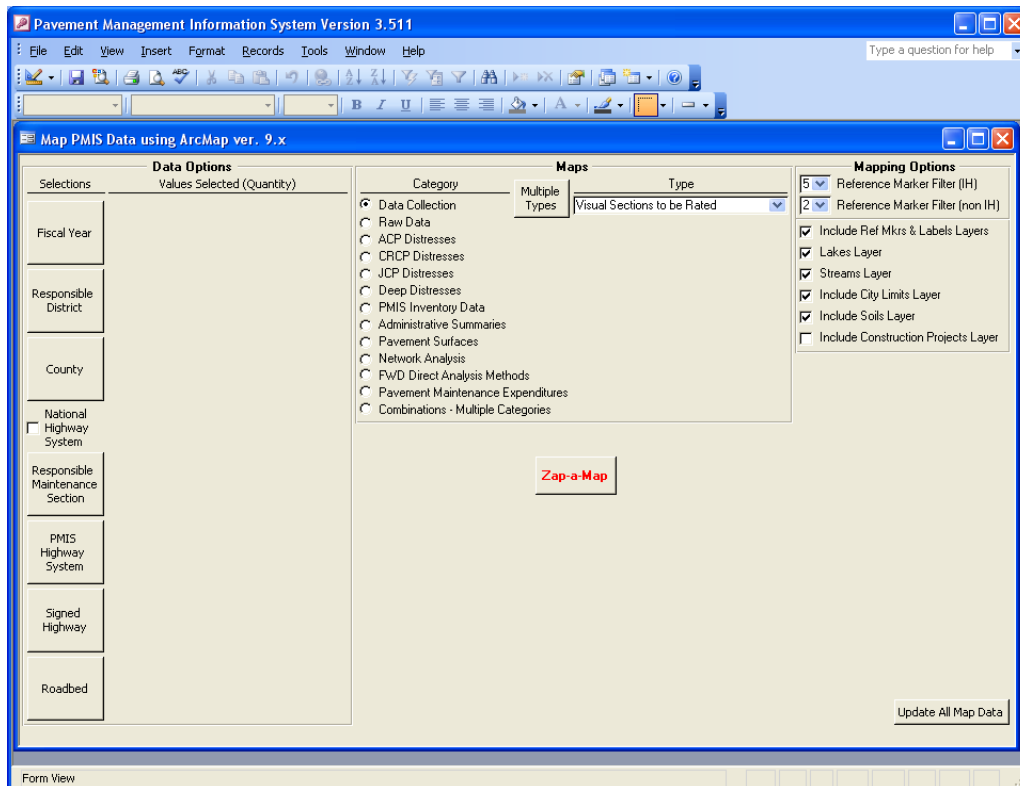 Pavement Management Information System Version 3.511
File Edit View Insert Format Records Tools Window Help
Type a question for help
ABC
B I U A
Map PMIS Data using ArcMap ver. 9.x
Data Options
Selections Values Selected (Quantity)
Fiscal Year
Responsible
District
County
National
Highway
System
Responsible
Maintenance
Section
PMIS
Highway
System
Signed
Highway
Roadbed
Maps
Category
Multiple
Types
Type
Visual Sections to be Rated
Data Collection
Raw Data
ACP Distresses
CRCP Distresses
JCP Distresses
Deep Distresses
PMIS Inventory Data
Administrative Summaries
Pavement Surfaces
Network Analysis
FWD Direct Analysis Methods
Pavement Maintenance Expenditures
Combinations - Multiple Categories
Zap-a-Map
Mapping Options
5 Reference Marker Filter (IH)
2 Reference Marker Filter (non IH)
Include Ref Mkrs & Labels Layers
Lakes Layer
Streams Layer
Include City Limits Layer
Include Soils Layer
Include Construction Projects Layer
Update All Map Data
Form View